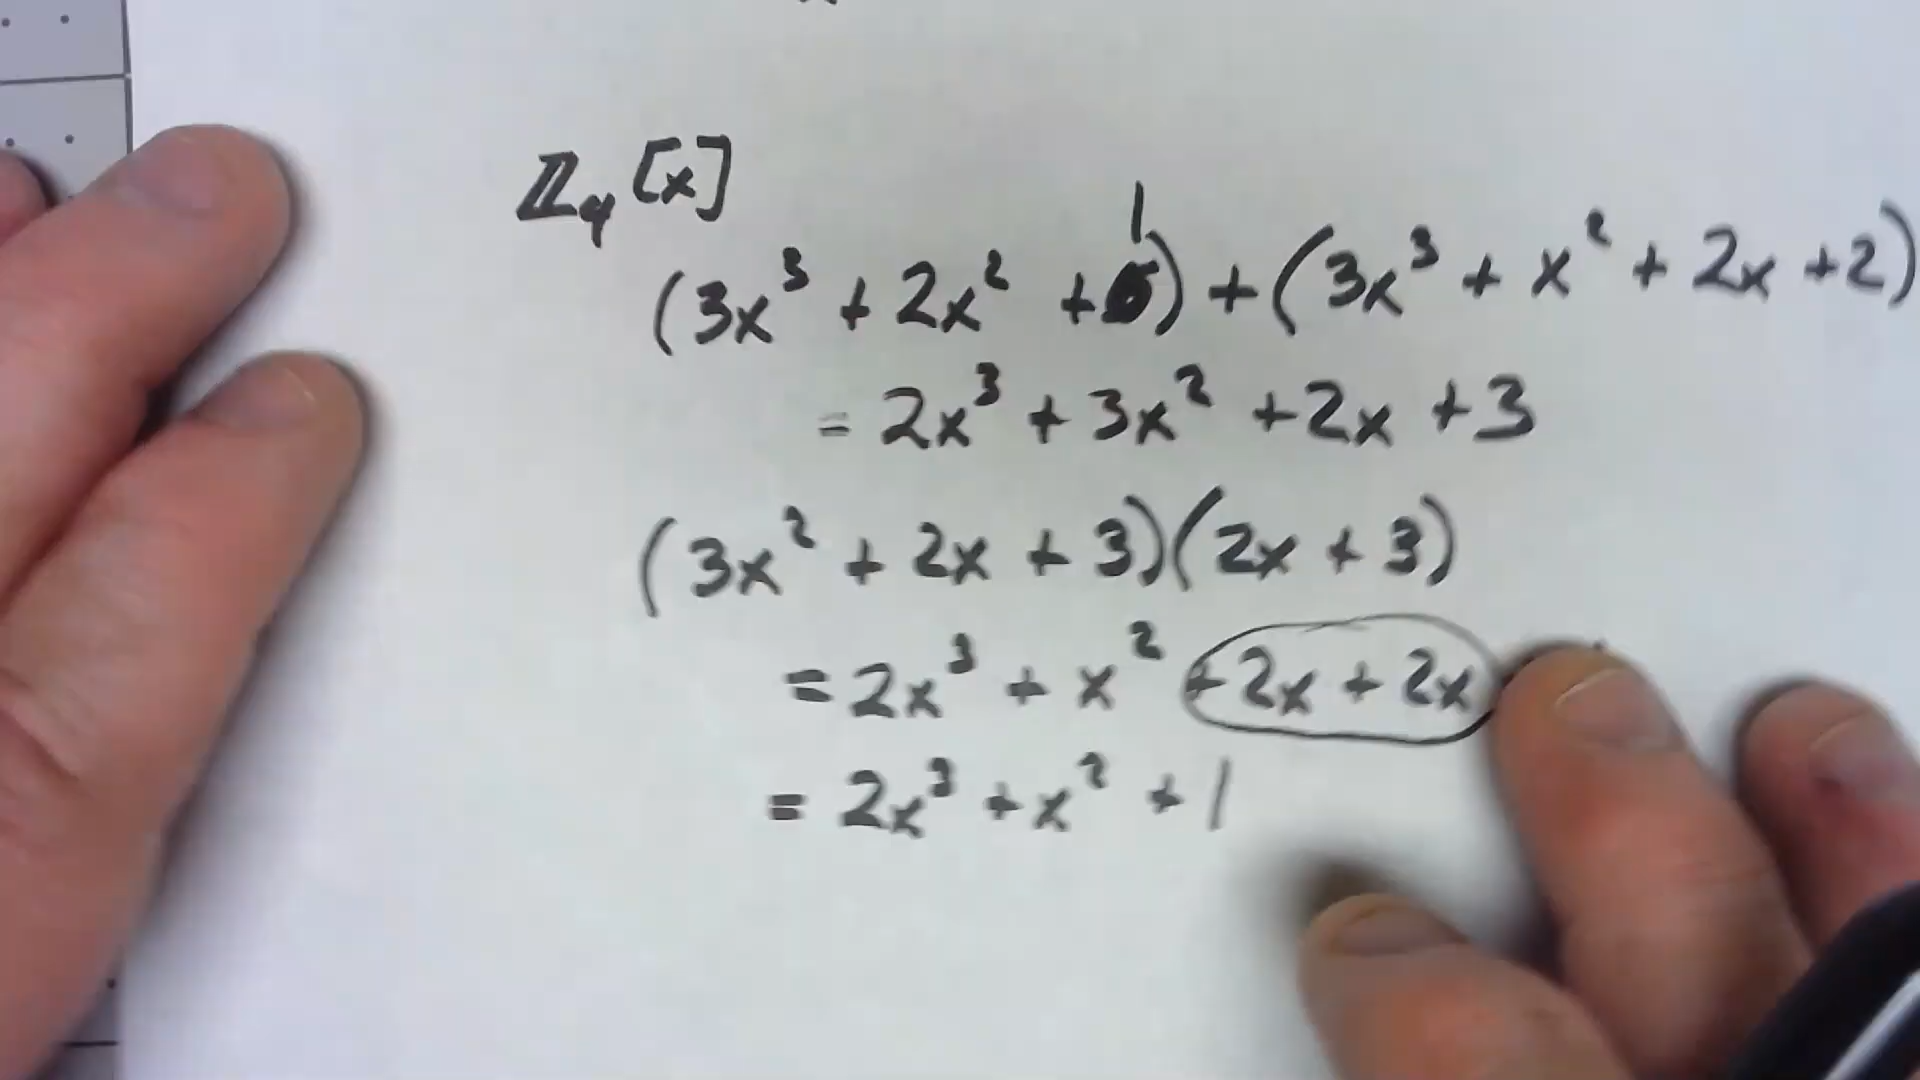 ℤ₄[x]
(3x³ + 2x² + 1) + (3x³ + x² + 2x + 2)
= 2x³ + 3x² + 2x + 3
(3x² + 2x + 3)(2x + 3)
= 2x³ + x² + 2x + 2x
= 2x³ + x² + 1